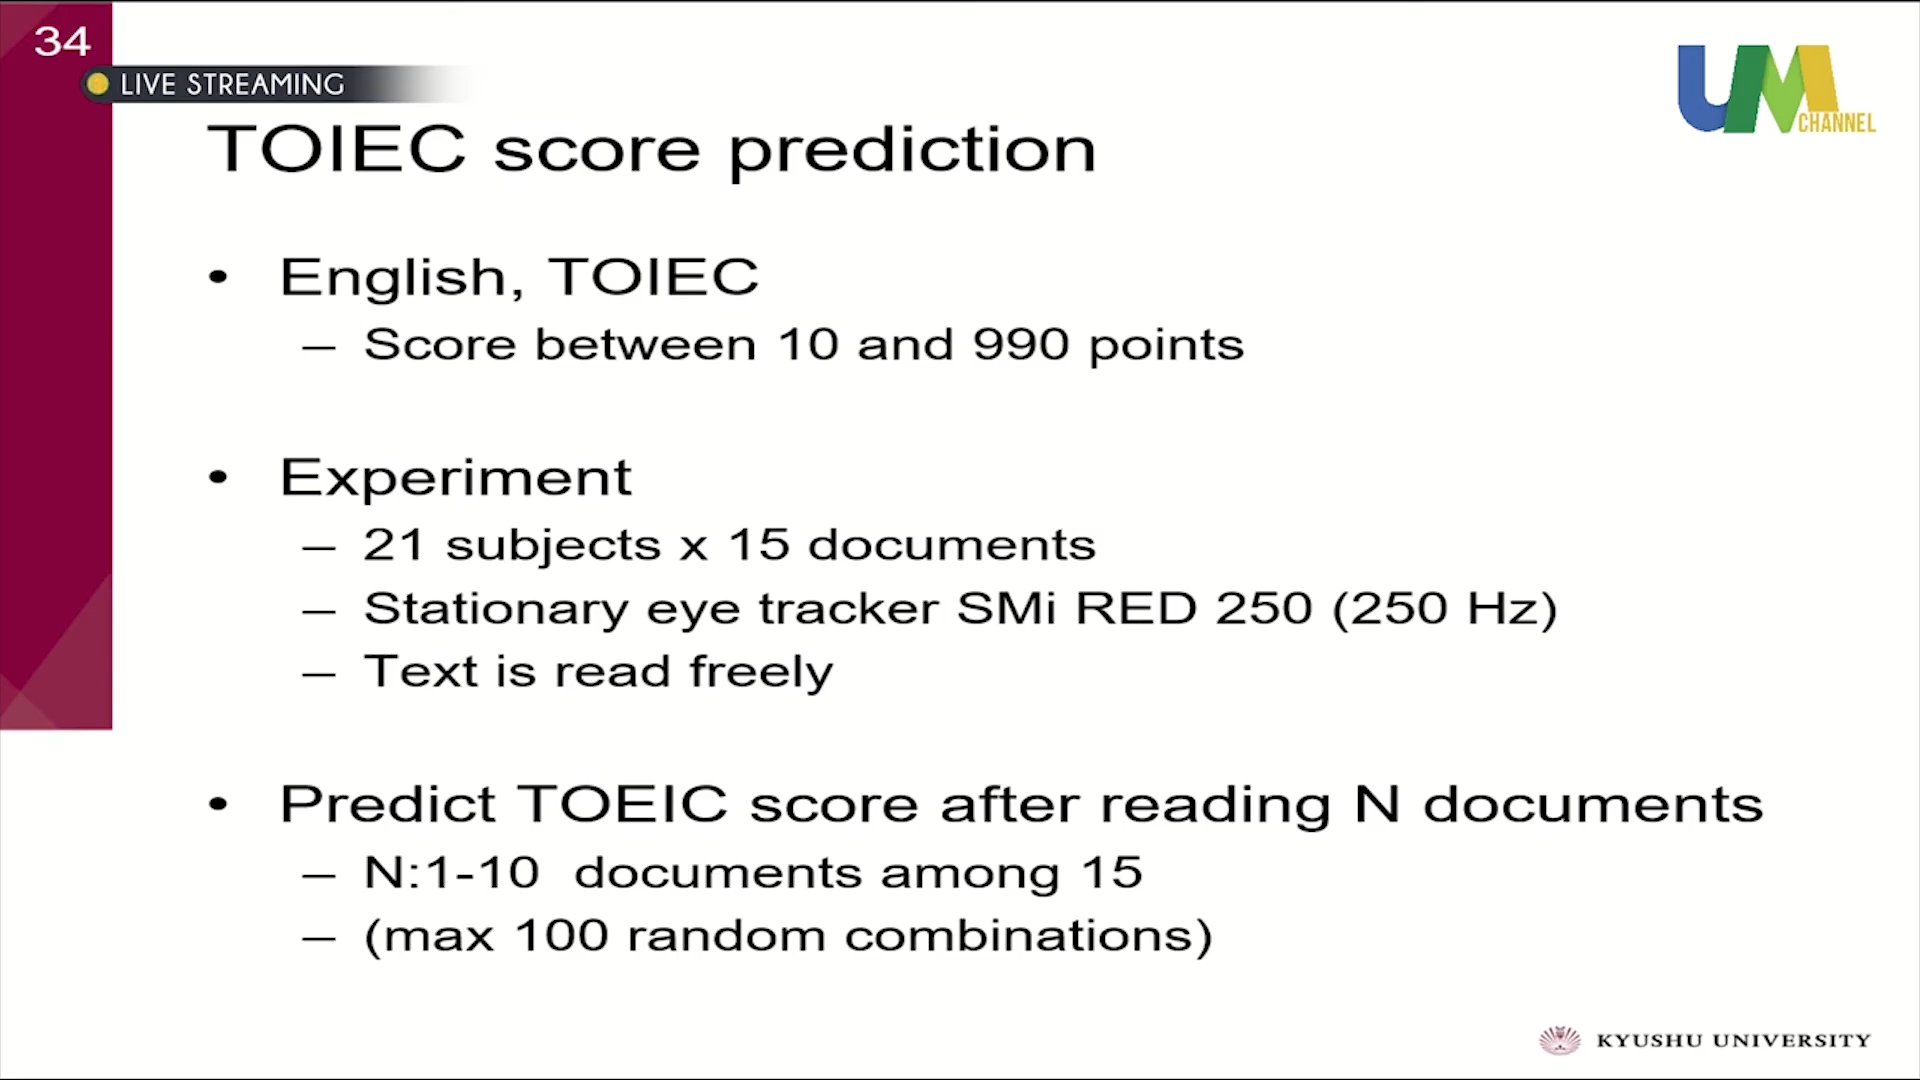 34
LIVE STREAMING
UM
CHANNEL
TOIEC score prediction
• English, TOIEC
– Score between 10 and 990 points
• Experiment
– 21 subjects x 15 documents
– Stationary eye tracker SMi RED 250 (250 Hz)
– Text is read freely
• Predict TOEIC score after reading N documents
– N:1-10 documents among 15
– (max 100 random combinations)
KYUSHU UNIVERSITY